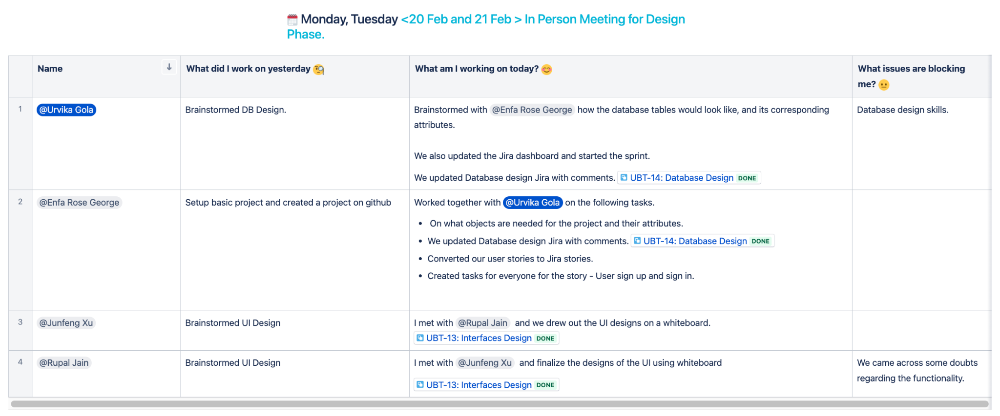 Monday, Tuesday <20 Feb and 21 Feb > In Person Meeting for Design
Phase.
Name
What did I work on yesterday
What am I working on today?
What issues are blocking
me?
1
@Urvika Gola
Brainstormed DB Design.
Brainstormed with @Enfa Rose George how the database tables would look like, and its corresponding
attributes.
We also updated the Jira dashboard and started the sprint.
We updated Database design Jira with comments. UBT-14: Database Design DONE
Database design skills.
2
@Enfa Rose George
Setup basic project and created a project on github
Worked together with @Urvika Gola on the following tasks.
• On what objects are needed for the project and their attributes.
• We updated Database design Jira with comments. UBT-14: Database Design DONE
• Converted our user stories to Jira stories.
• Created tasks for everyone for the story - User sign up and sign in.
3
@Junfeng Xu
Brainstormed UI Design
I met with @Rupal Jain and we drew out the UI designs on a whiteboard.
UBT-13: Interfaces Design DONE
4
@Rupal Jain
Brainstormed UI Design
I met with @Junfeng Xu and finalize the designs of the UI using whiteboard
UBT-13: Interfaces Design DONE
We came across some doubts
regarding the functionality.